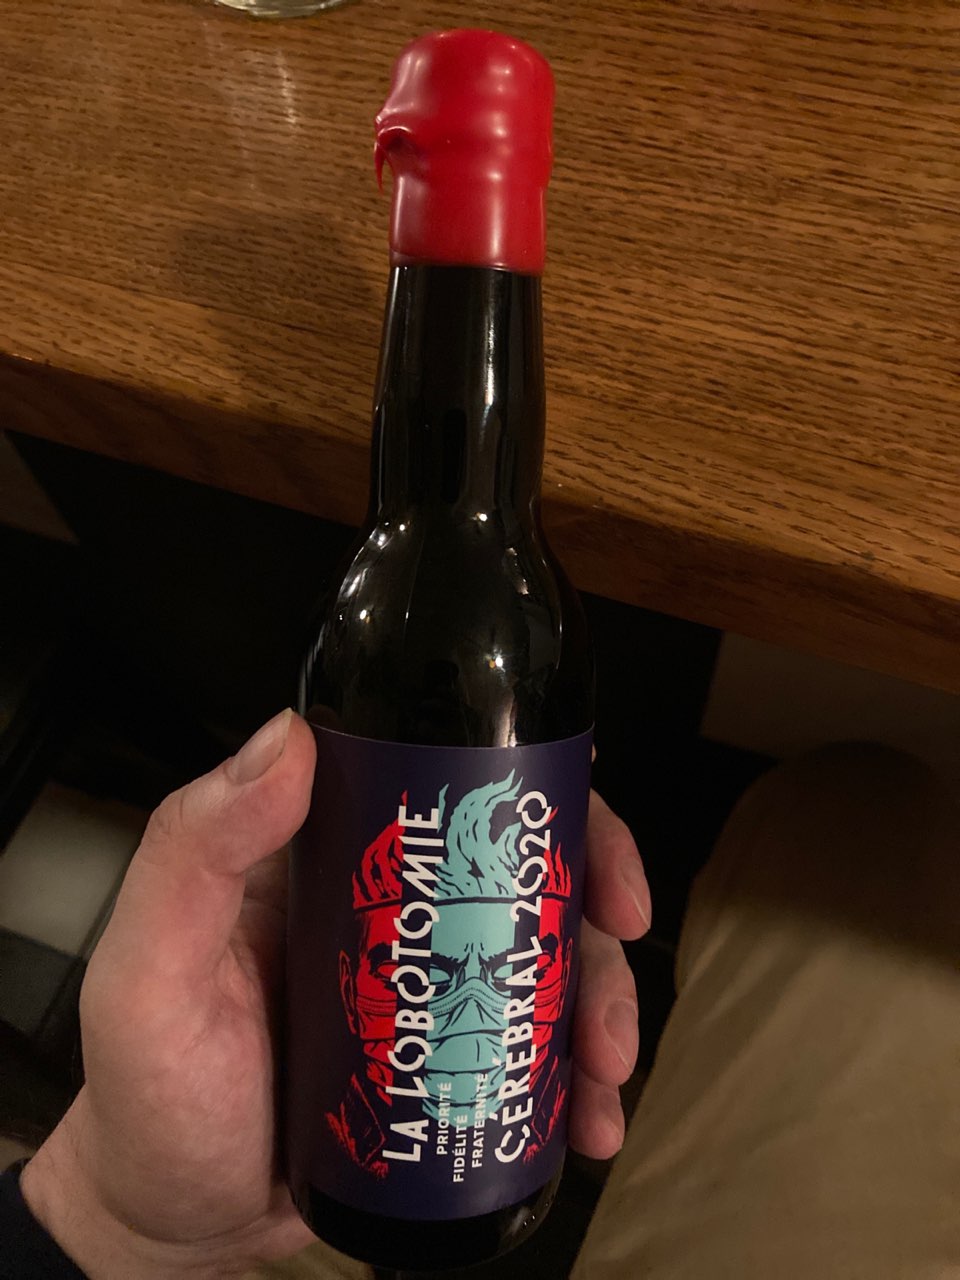 LA LOBOTOMIE
PRIORITÉ
FIDÉLITÉ
FRATERNITÉ
CÉRÉBRAL 2020